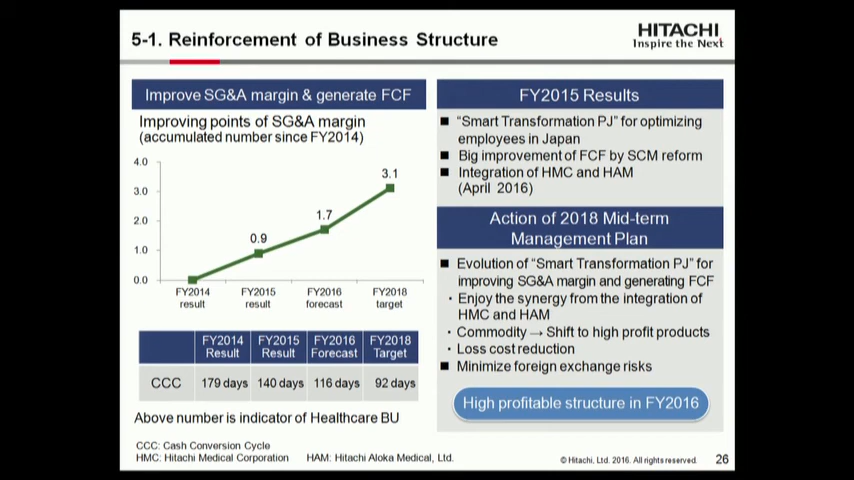 5-1. Reinforcement of Business Structure
HITACHI
Inspire the Next
Improve SG&A margin & generate FCF
Improving points of SG&A margin
(accumulated number since FY2014)
4.0
3.0
2.0
1.0
0.0
0.9
1.7
3.1
FY2014 result
FY2015 result
FY2016 forecast
FY2018 target
FY2014 Result
FY2015 Result
FY2016 Forecast
FY2018 Target
CCC 179 days 140 days 116 days 92 days
Above number is indicator of Healthcare BU
FY2015 Results
■ “Smart Transformation PJ” for optimizing
employees in Japan
■ Big improvement of FCF by SCM reform
■ Integration of HMC and HAM
(April 2016)
Action of 2018 Mid-term
Management Plan
■ Evolution of “Smart Transformation PJ” for
improving SG&A margin and generating FCF
・Enjoy the synergy from the integration of
HMC and HAM
・Commodity → Shift to high profit products
・Loss cost reduction
■ Minimize foreign exchange risks
High profitable structure in FY2016
CCC: Cash Conversion Cycle
HMC: Hitachi Medical Corporation HAM: Hitachi Aloka Medical, Ltd.
© Hitachi, Ltd. 2016. All rights reserved. 26